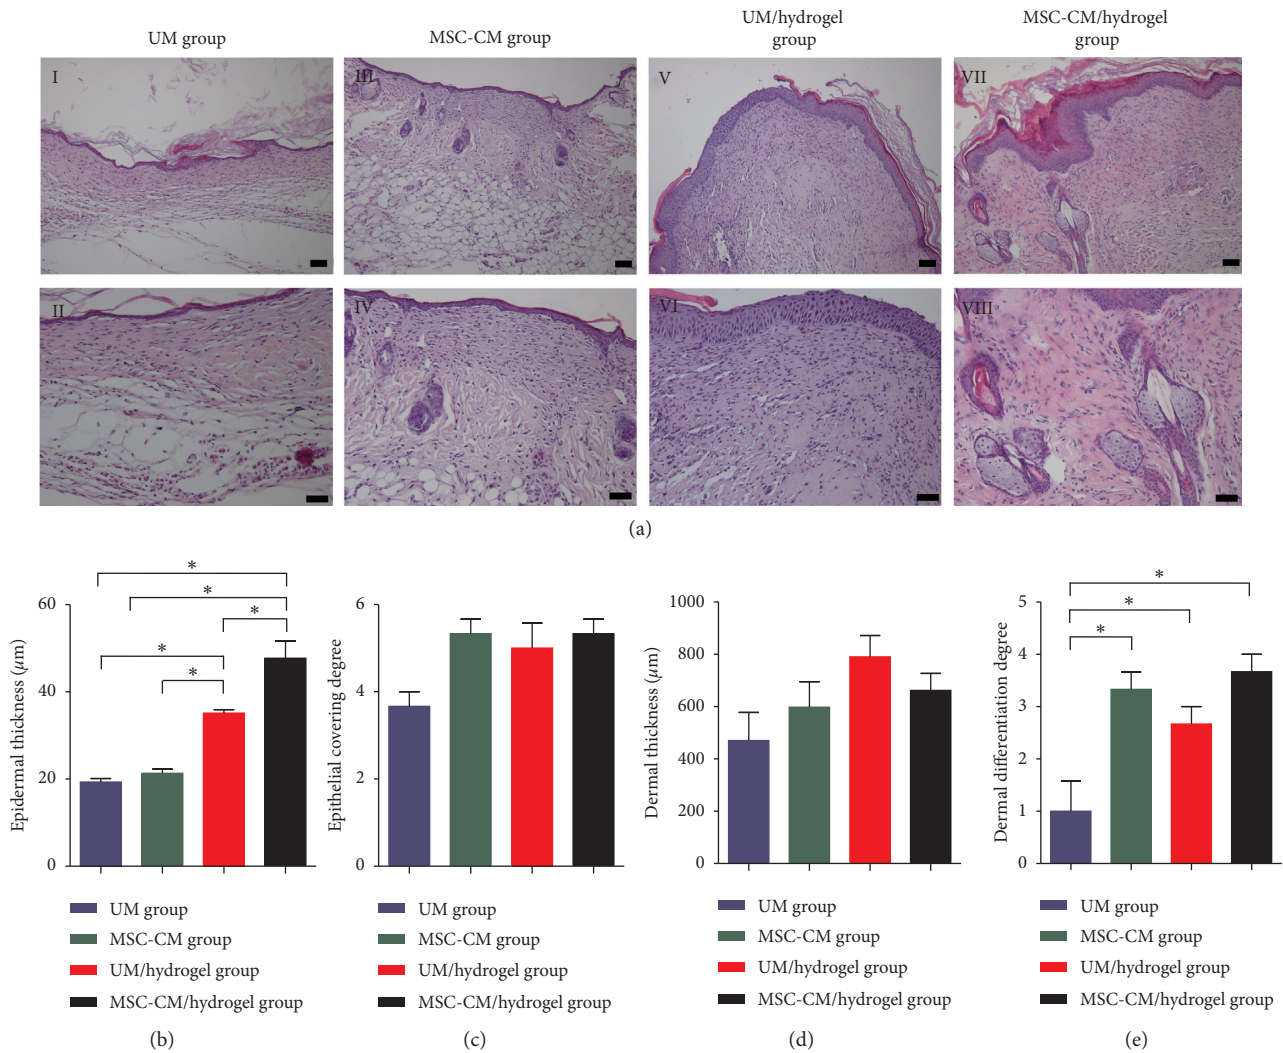 UM group
MSC-CM group
UM/hydrogel
group
MSC-CM/hydrogel
group
I
III
V
VII
II
IV
VI
VIII
(a)
Epidermal thickness (μm)
60
40
20
0
*
*
*
*
*
UM group
MSC-CM group
UM/hydrogel group
MSC-CM/hydrogel group
(b)
Epithelial covering degree
6
4
2
0
UM group
MSC-CM group
UM/hydrogel group
MSC-CM/hydrogel group
(c)
Dermal thickness (μm)
1000
800
600
400
200
0
UM group
MSC-CM group
UM/hydrogel group
MSC-CM/hydrogel group
(d)
Dermal differentiation degree
5
4
3
2
1
0
*
*
*
UM group
MSC-CM group
UM/hydrogel group
MSC-CM/hydrogel group
(e)